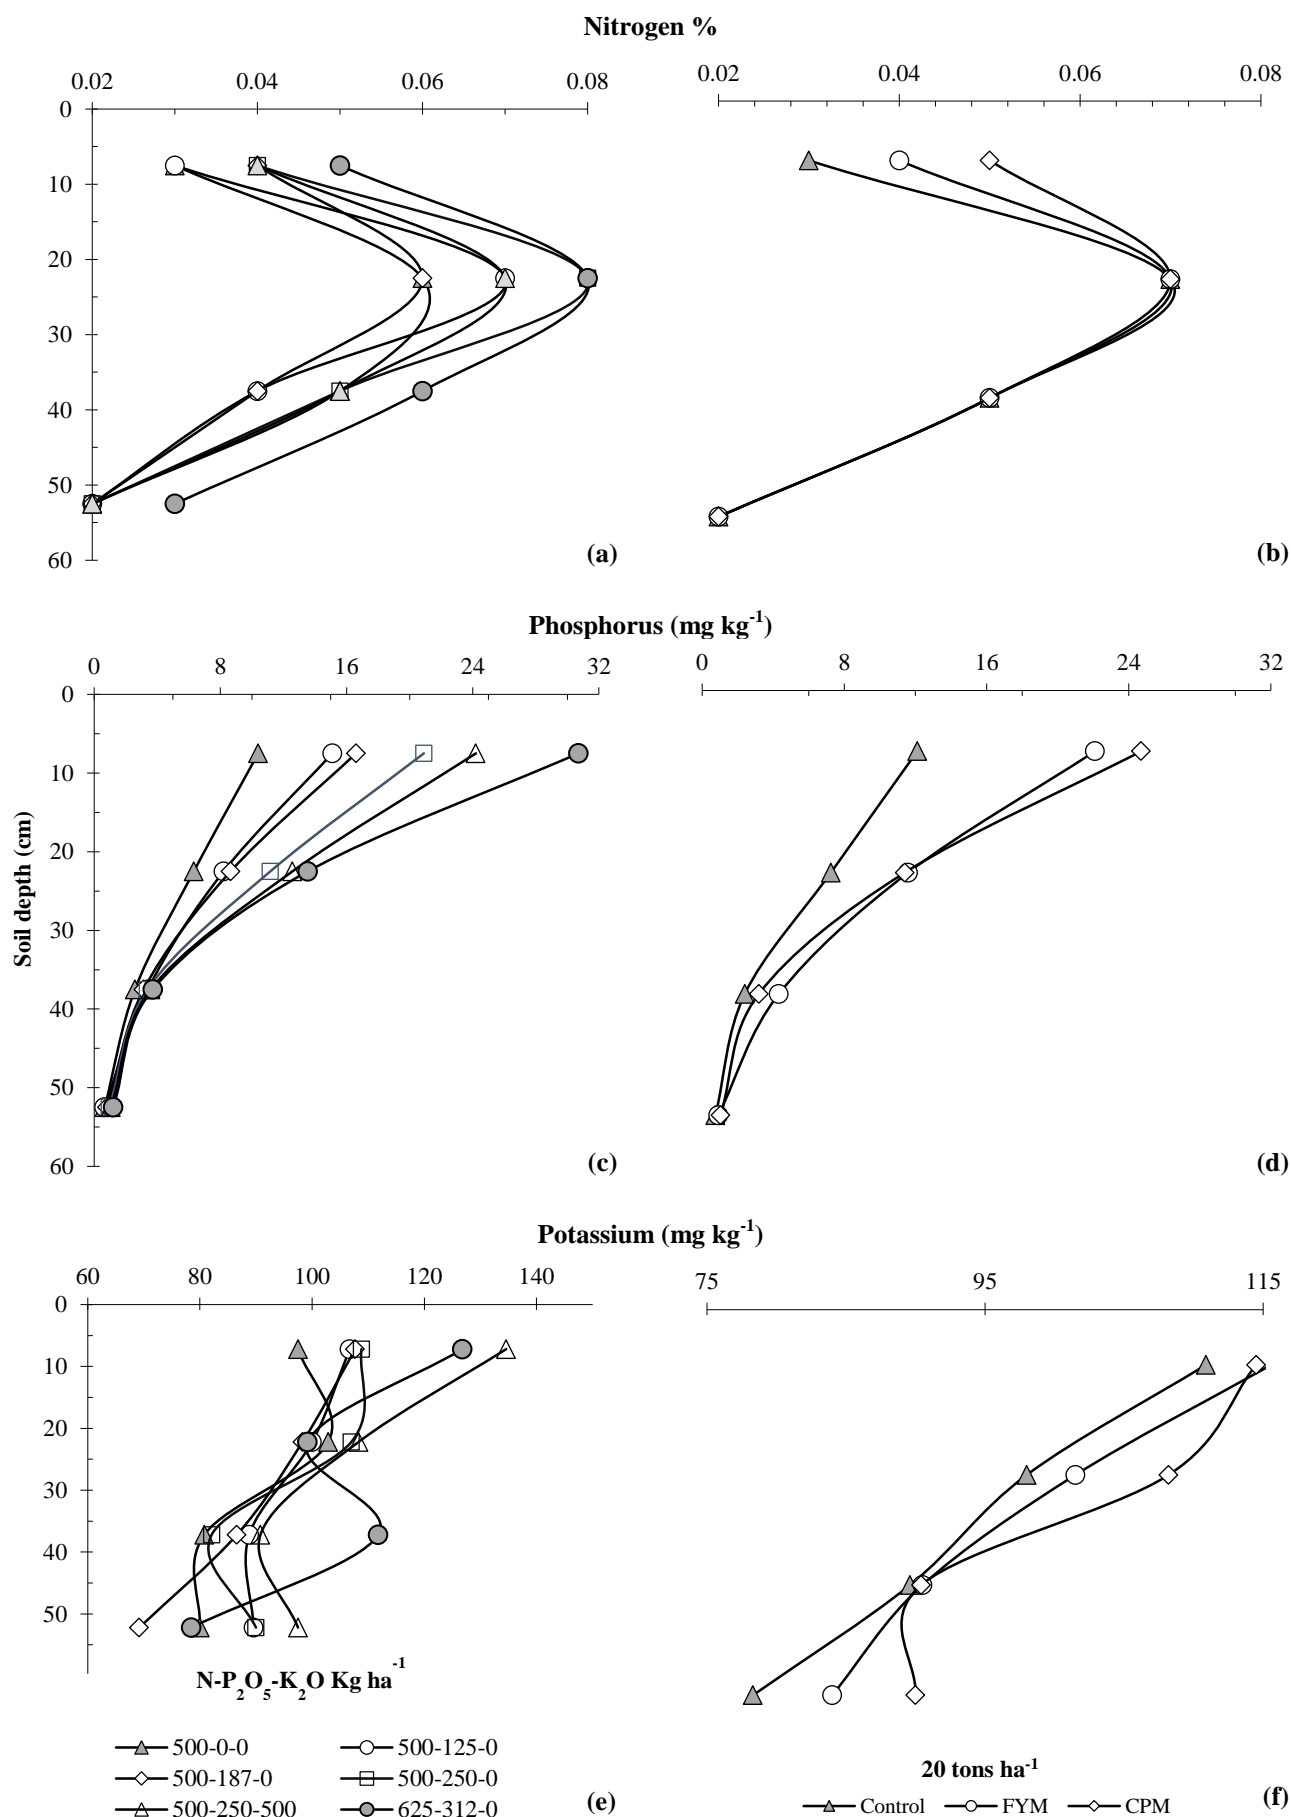 Nitrogen %
0.02 0.04 0.06 0.08
0.02 0.04 0.06 0.08
0
10
20
30
40
50
60
(a)
(b)
Phosphorus (mg kg-1)
0 8 16 24 32
0 8 16 24 32
0
10
20
30
40
50
60
Soil depth (cm)
(c)
(d)
Potassium (mg kg-1)
60 80 100 120 140
75 95 115
0
10
20
30
40
50
N-P2O5-K2O Kg ha-1
500-0-0 500-125-0
500-187-0 500-250-0
500-250-500 625-312-0
(e)
20 tons ha-1
Control FYM CPM
(f)